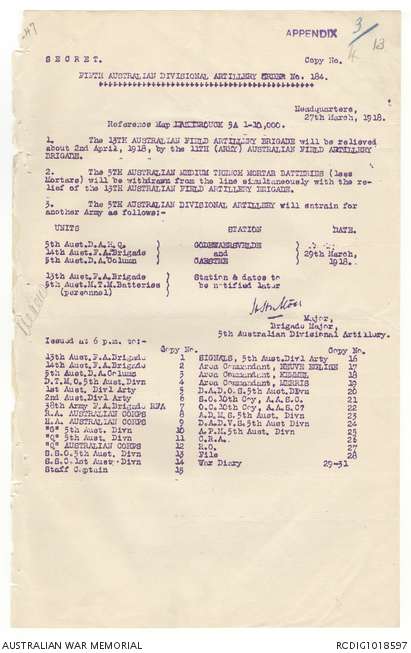 APPENDIX 3/4 13
S E C R E T. Copy No.
FIFTH AUSTRALIAN DIVISIONAL ARTILLERY ORDER No. 184.
Headquarters,
27th March, 1918.
Reference Map 9A 1-10,000.
1. The 13TH AUSTRALIAN FIELD ARTILLERY BRIGADE will be relieved
about 2nd April, 1918, by the 11TH (ARMY) AUSTRALIAN FIELD ARTILLERY
BRIGADE.
2. The 5TH AUSTRALIAN MEDIUM TRENCH MORTAR BATTERIES (less
Mortars) will be withdrawn from the line simultaneously with the re-
lief of the 13TH AUSTRALIAN FIELD ARTILLERY BRIGADE.
3. The 5TH AUSTRALIAN DIVISIONAL ARTILLERY will entrain for
another Army as follows:-
UNITS STATION DATE.
5th Aust.D.A.H.Q. ) GODEWAERSVELDE
14th Aust.F.A.Brigade ) and 29th March,
5th Aust.D.A.Column ) CAESTRE 1918.
13th Aust.F.A.Brigade ) Station & dates to
5th Aust.M.T.M.Batteries ) be notified later
(personnel) )
Major,
Brigade Major,
5th Australian Divisional Artillery.
Issued at 6 p.m. to:-
Copy No. Copy No.
13th Aust.F.A.Brigade 1 SIGNALS, 5th Aust.Divl Arty 16
14th Aust.F.A.Brigade 2 Area Commandant, NEUVE EGLISE 17
5th Aust.D.A.Column 3 Area Commandant, KEMMEL 18
D.T.M.O.5th Aust.Divn 4 Area Commandant, MERRIS 19
1st Aust.Divl Arty 5 D.A.D.O.S.5th Aust.Divn 20
2nd Aust.Divl Arty 6 S.O.10th Coy, A.A.S.C. 21
38th Army F.A.Brigade RFA 7 O.C.10th Coy, A.A.S.C? 22
R.A. AUSTRALIAN CORPS 8 A.D.M.S.5th Aust.Divn 23
H.A. AUSTRALIAN CORPS 9 D.A.D.V.S.5th Aust.Divn 24
"G" 5th Aust. Divn 10 A.P.M.5th Aust. Divn 25
"Q" 5th Aust. Divn 11 C.R.A. 26
"Q" AUSTRALIAN CORPS 12 R.O. 27
S.S.O.5th Aust. Divn 13 File 28
S.S.O.1st Aust. Divn 14 War Diary 29-31
Staff Captain 15
AUSTRALIAN WAR MEMORIAL RCDIG1018597